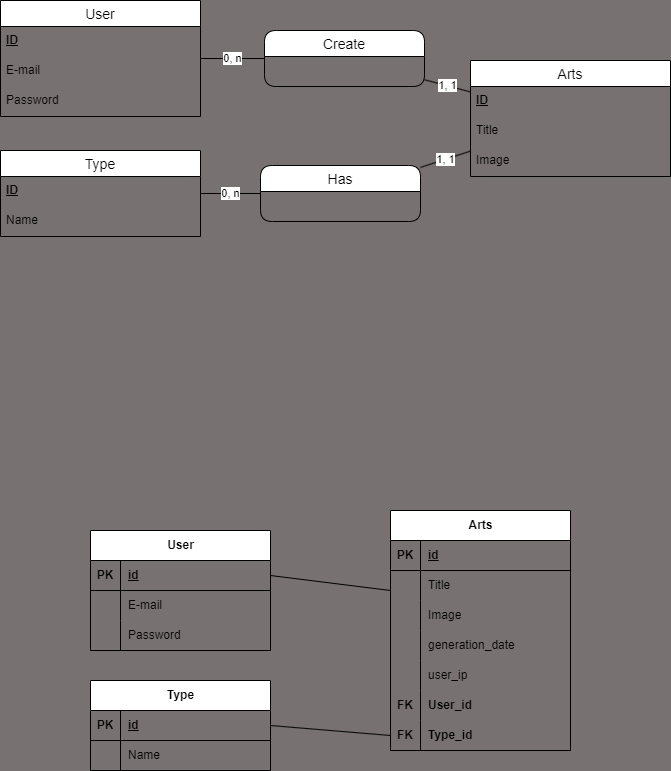 User
ID
E-mail
Password
0, n
Create
1, 1
Arts
ID
Title
Image
Type
ID
Name
0, n
Has
1, 1
User
PK id
E-mail
Password
Type
PK id
Name
Arts
PK id
Title
Image
generation_date
user_ip
FK User_id
FK Type_id